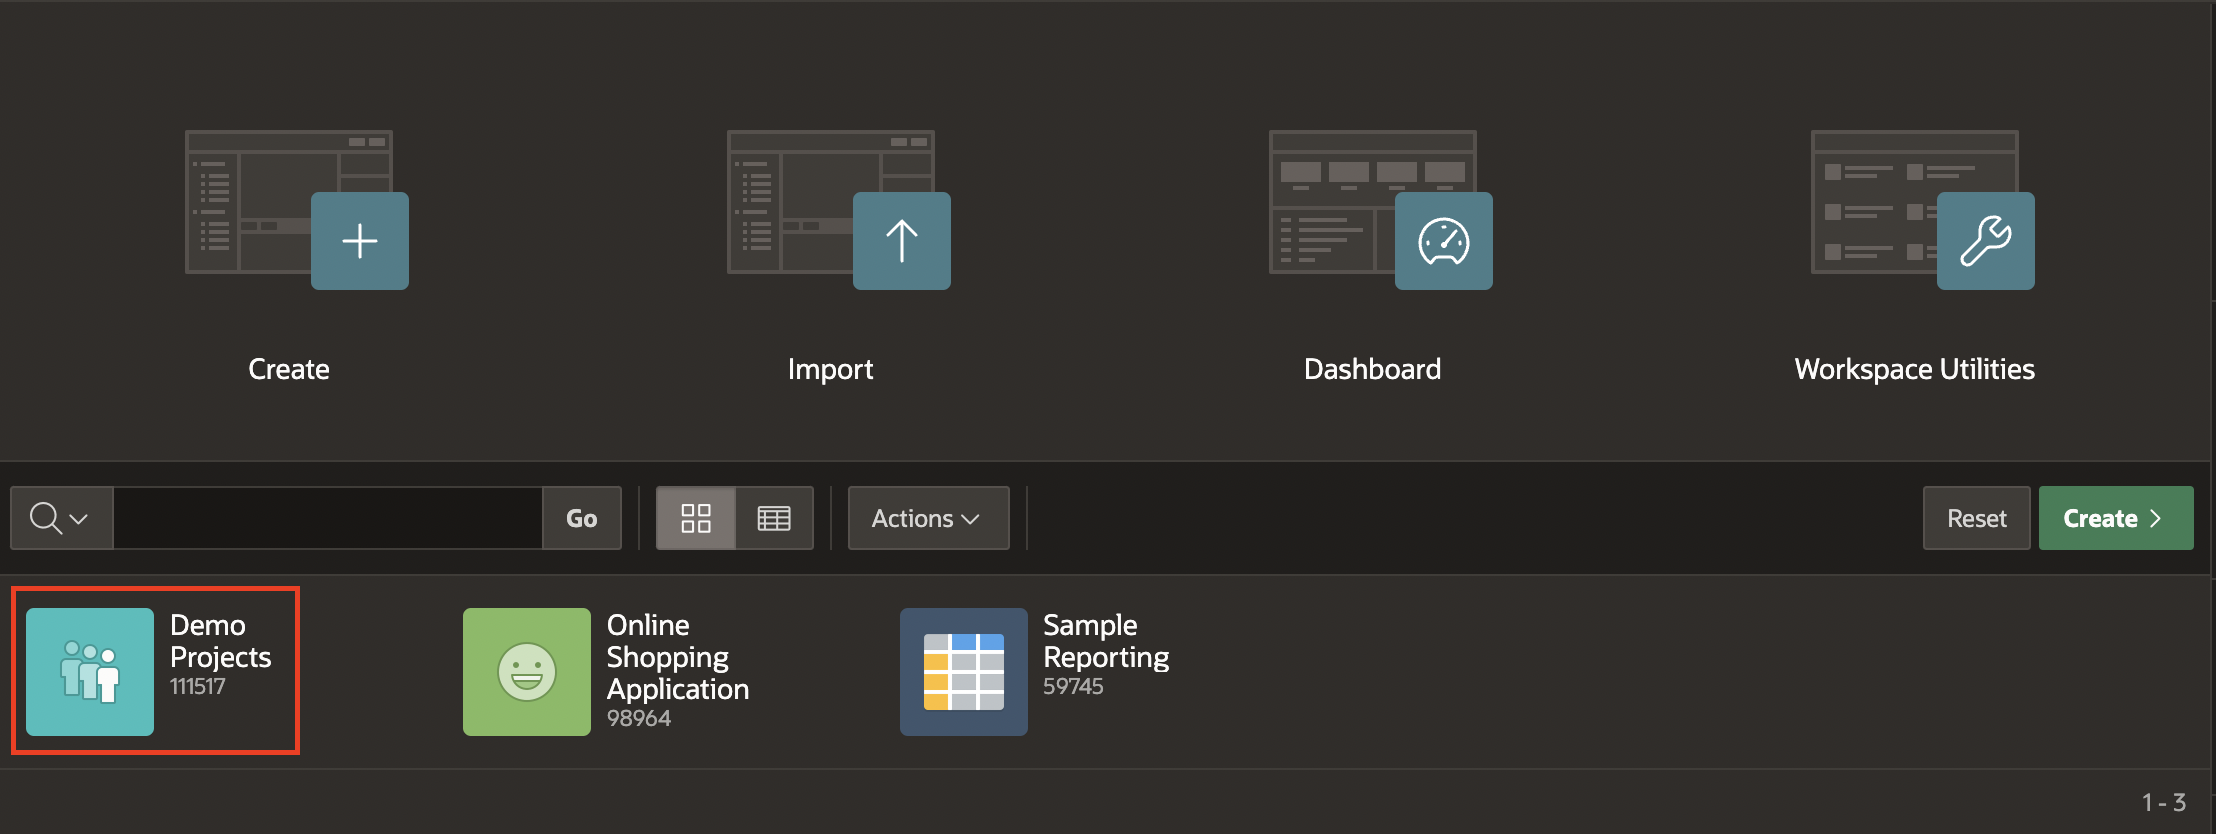 Create
Import
Dashboard
Workspace Utilities
Go
Actions
Reset
Create
Demo
Projects
111517
Online
Shopping
Application
98964
Sample
Reporting
59745
1 - 3